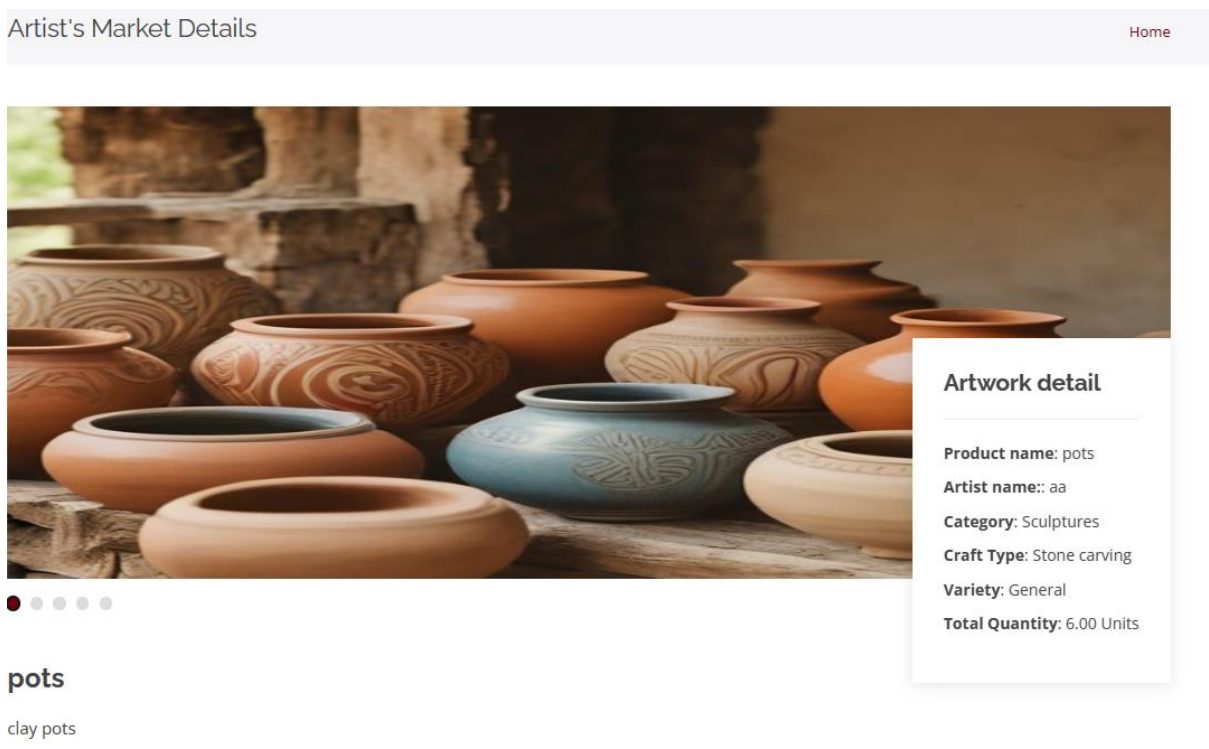 Artist's Market Details
Home
Artwork detail
Product name: pots
Artist name:: aa
Category: Sculptures
Craft Type: Stone carving
Variety: General
Total Quantity: 6.00 Units
pots
clay pots